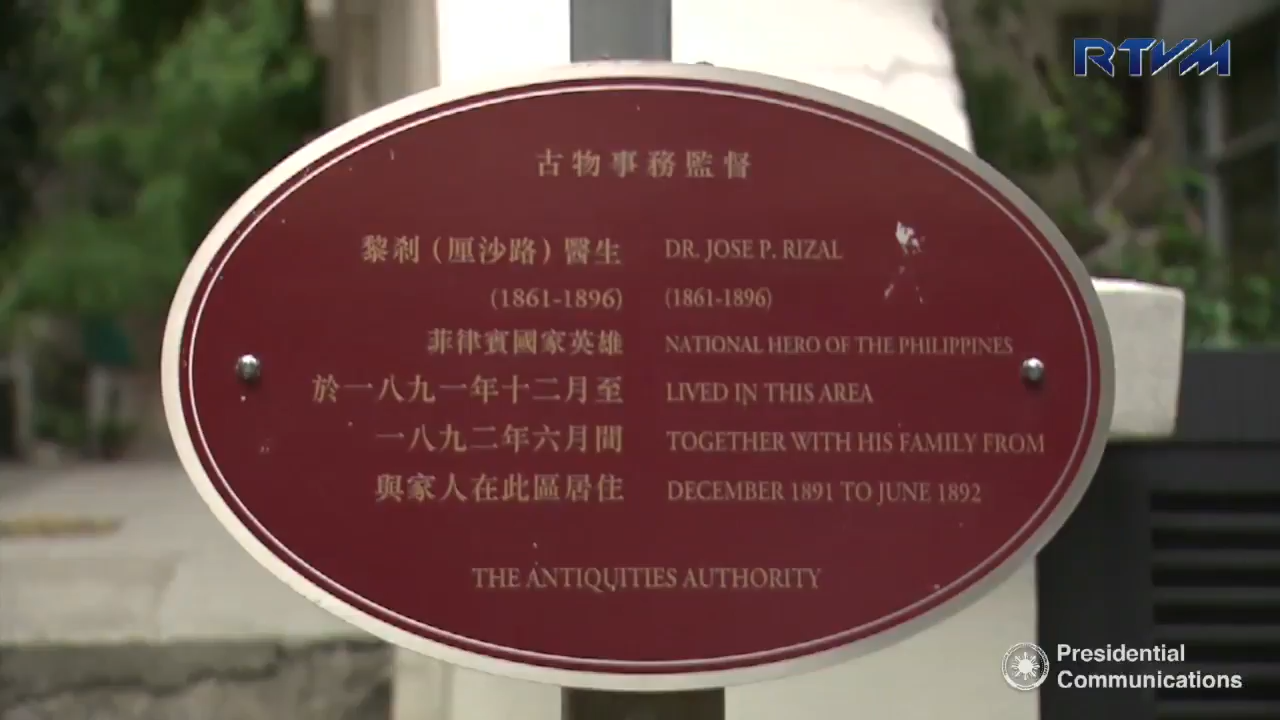 RTVM
古物事務監督
黎剎（厘沙路）醫生 DR. JOSE P. RIZAL
(1861-1896) (1861-1896)
菲律賓國家英雄 NATIONAL HERO OF THE PHILIPPINES
於一八九一年十二月至 LIVED IN THIS AREA
一八九二年六月間 TOGETHER WITH HIS FAMILY FROM
與家人在此區居住 DECEMBER 1891 TO JUNE 1892
THE ANTIQUITIES AUTHORITY
Presidential
Communications